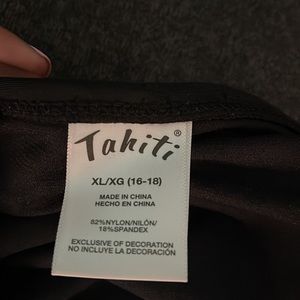 Tahiti®
XL/XG (16-18)
MADE IN CHINA
HECHO EN CHINA
82%NYLON/NILÓN/
18%SPANDEX
EXCLUSIVE OF DECORATION
NO INCLUYE LA DECORACIÓN